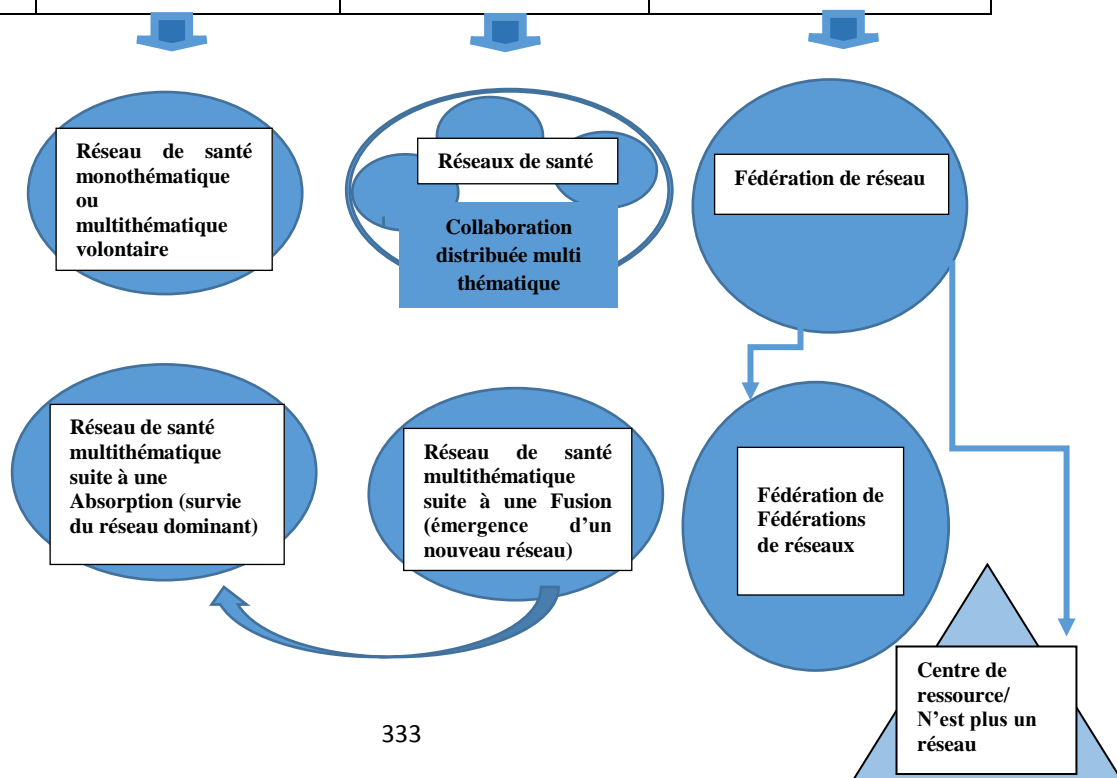 Réseau de santé
monothématique
ou
multithématique
volontaire
Réseaux de santé
Collaboration
distribuée multi
thématique
Fédération de réseau
Réseau de santé
multithématique
suite à une
Absorption (survie
du réseau dominant)
Réseau de santé
multithématique
suite à une Fusion
(émergence d’un
nouveau réseau)
Fédération de
Fédérations
de réseaux
Centre de
ressource/
N’est plus un
réseau
333